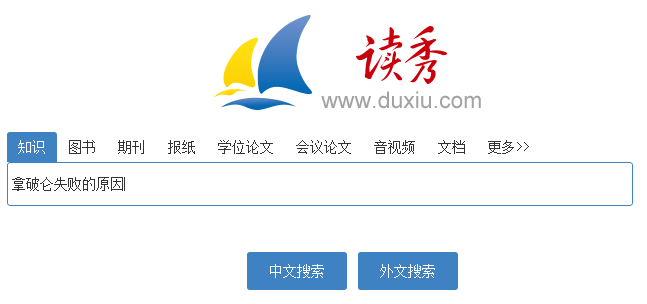 读秀
www.duxiu.com
知识 图书 期刊 报纸 学位论文 会议论文 音视频 文档 更多>>
拿破仑失败的原因
中文搜索 外文搜索